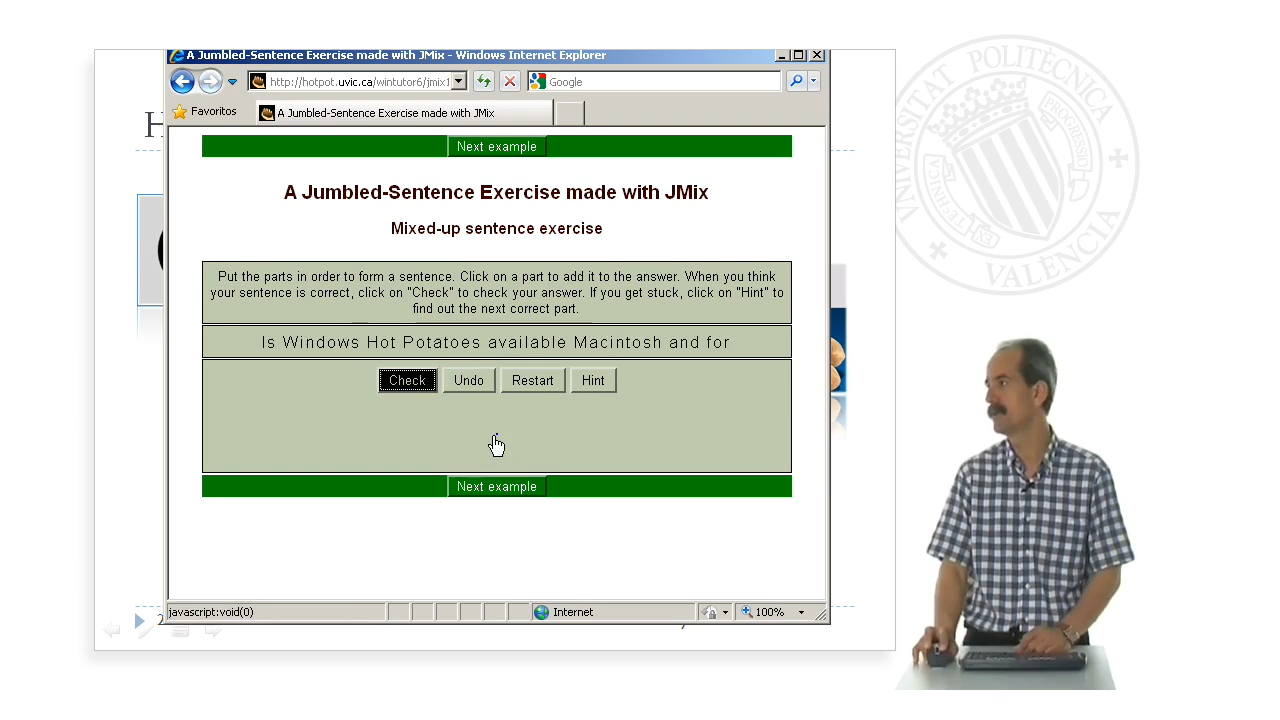 A Jumbled-Sentence Exercise made with JMix - Windows Internet Explorer
http://hotpot.uvic.ca/wintutor6/jmix1
Google
Favoritos
A Jumbled-Sentence Exercise made with JMix
H
Next example
A Jumbled-Sentence Exercise made with JMix
Mixed-up sentence exercise
Put the parts in order to form a sentence. Click on a part to add it to the answer. When you think
your sentence is correct, click on "Check" to check your answer. If you get stuck, click on "Hint" to
find out the next correct part.
Is Windows Hot Potatoes available Macintosh and for
Check Undo Restart Hint
Next example
javascript:void(0)
Internet
100%
2
UNIVERSITAT POLITÈCNICA
VALÈNCIA